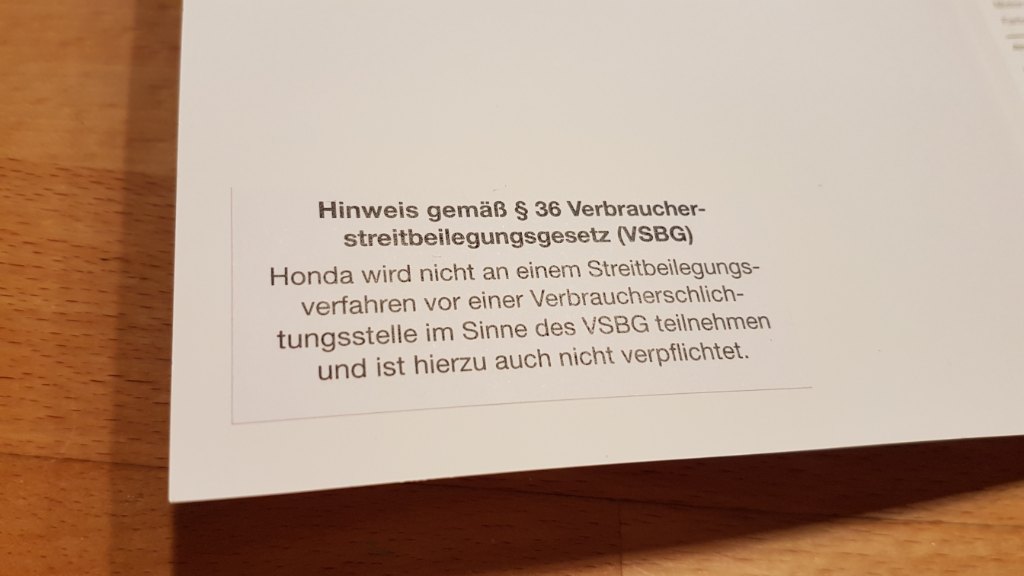 Hinweis gemäß § 36 Verbraucher-
streitbeilegungsgesetz (VSBG)
Honda wird nicht an einem Streitbeilegungs-
verfahren vor einer Verbraucherschlich-
tungsstelle im Sinne des VSBG teilnehmen
und ist hierzu auch nicht verpflichtet.